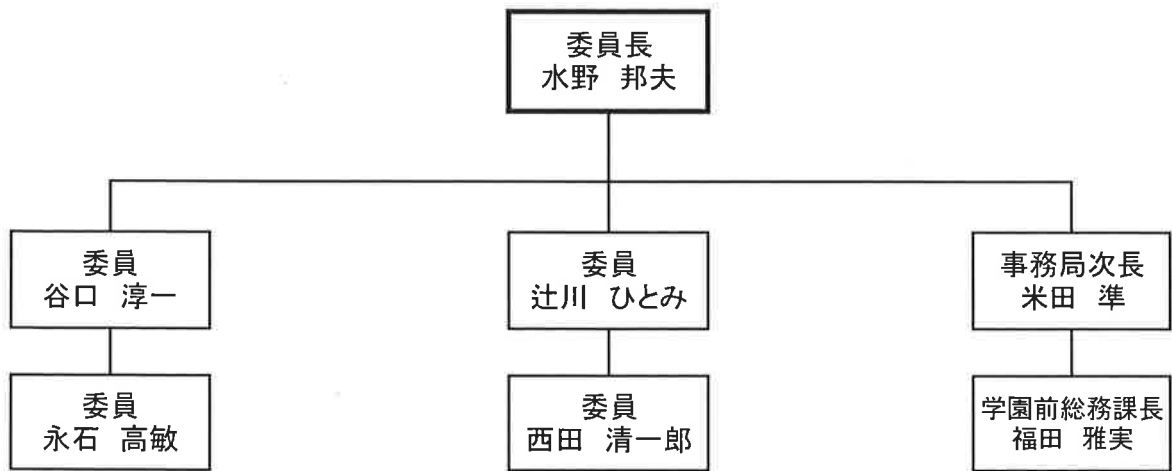 委員長
水野 邦夫
委員
谷口 淳一
委員
辻川 ひとみ
事務局次長
米田 準
委員
永石 高敏
委員
西田 清一郎
学園前総務課長
福田 雅実